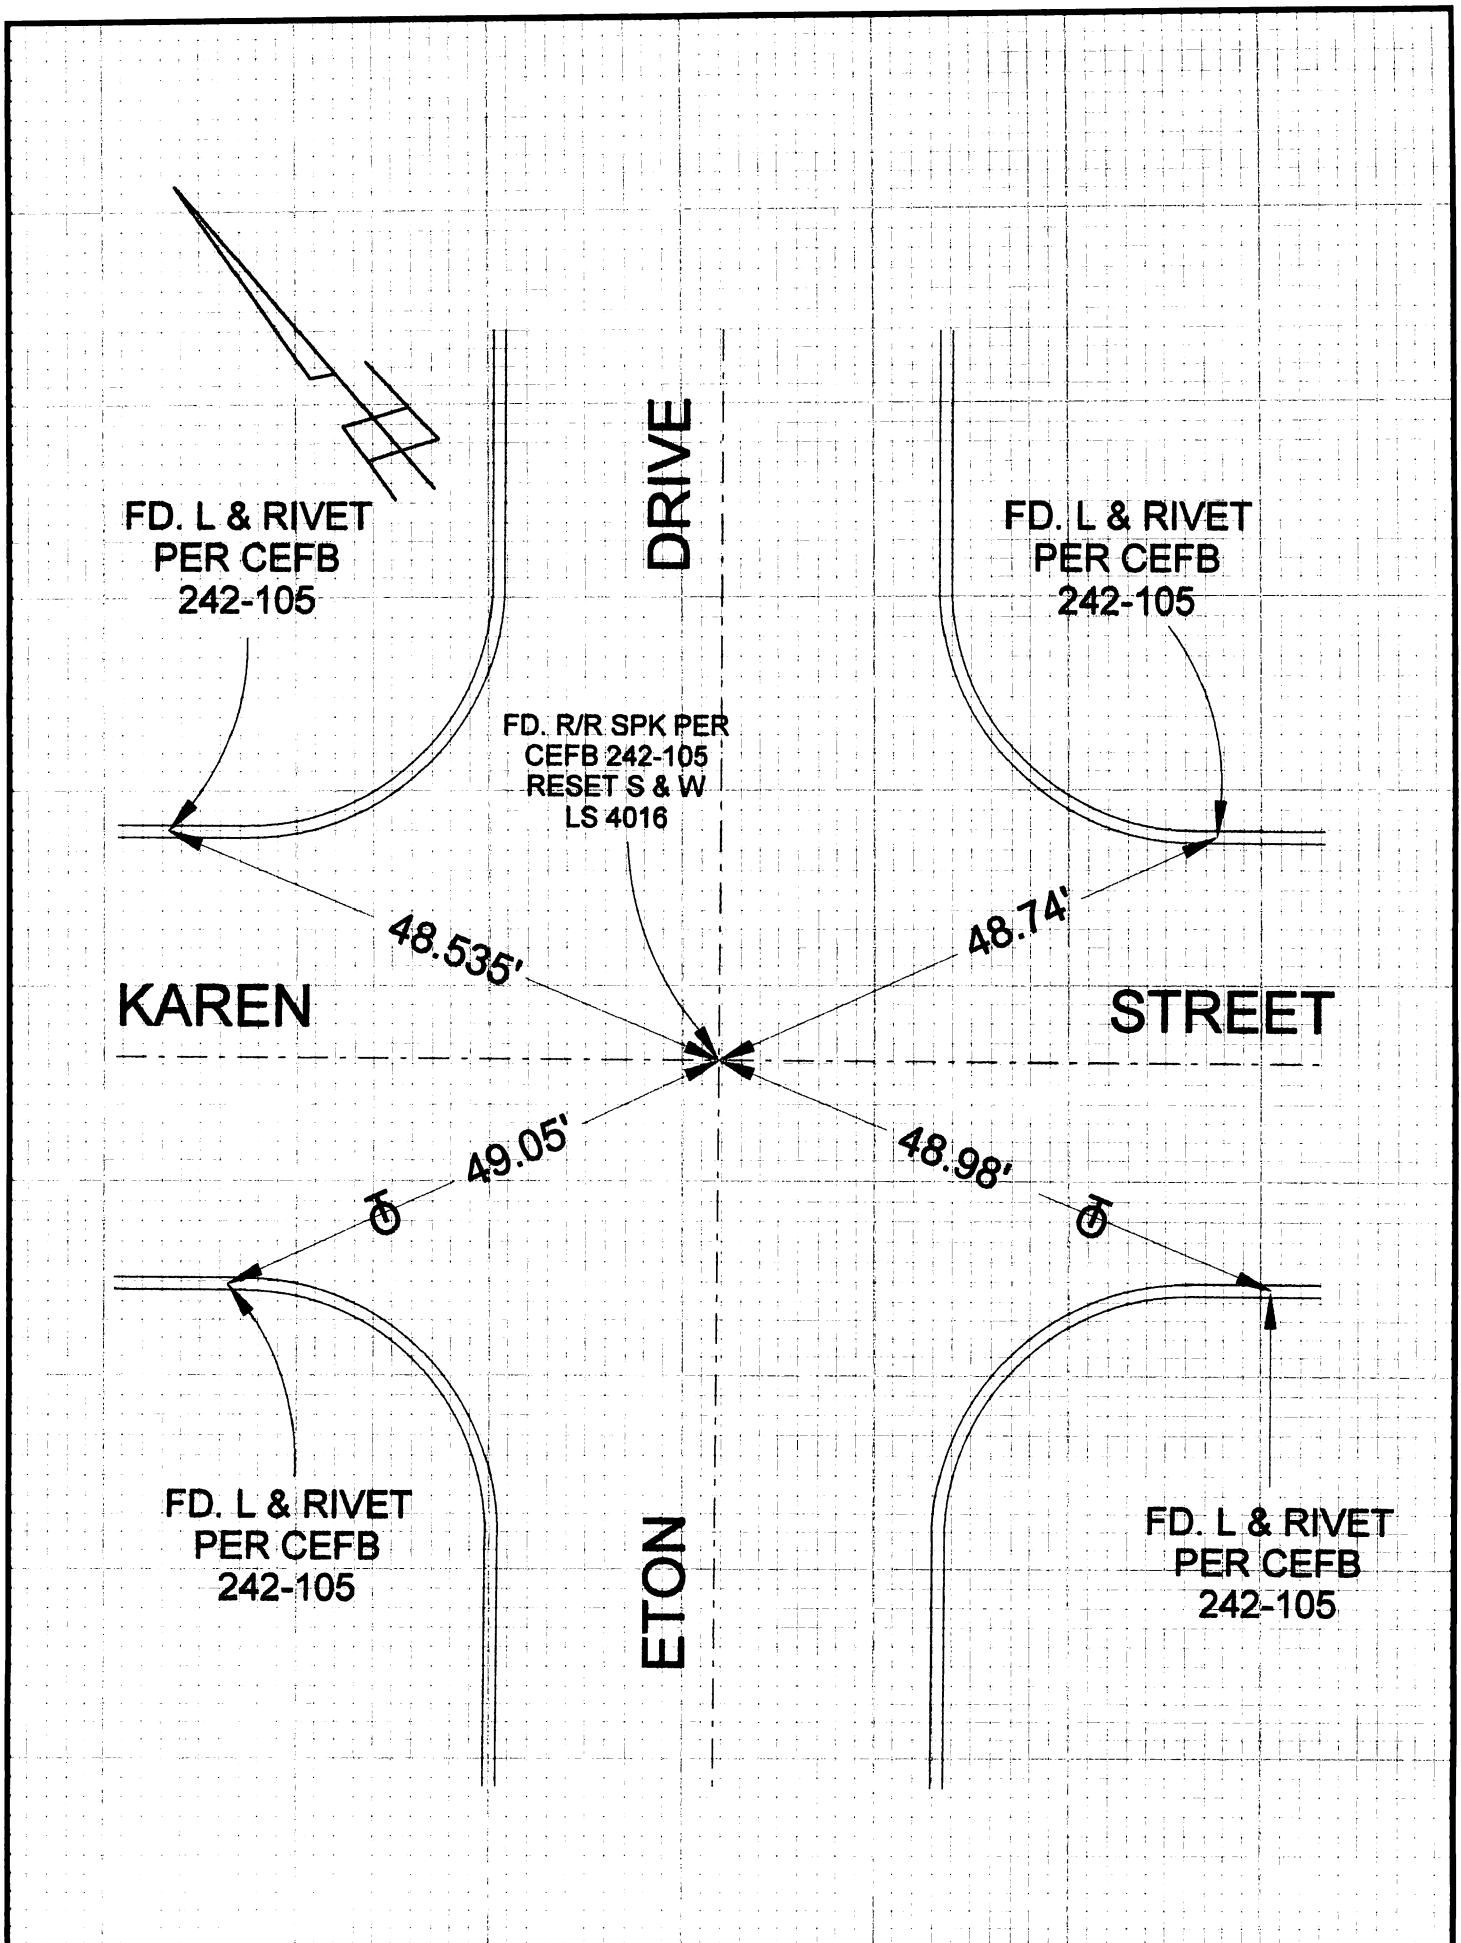 DRIVE
FD. L & RIVET
PER CEFB
242-105
FD. L & RIVET
PER CEFB
242-105
FD. R/R SPK PER
CEFB 242-105
RESET S & W
LS 4016
48.535'
48.74'
KAREN
STREET
49.05'
48.98'
FD. L & RIVET
PER CEFB
242-105
ETON
FD. L & RIVET
PER CEFB
242-105